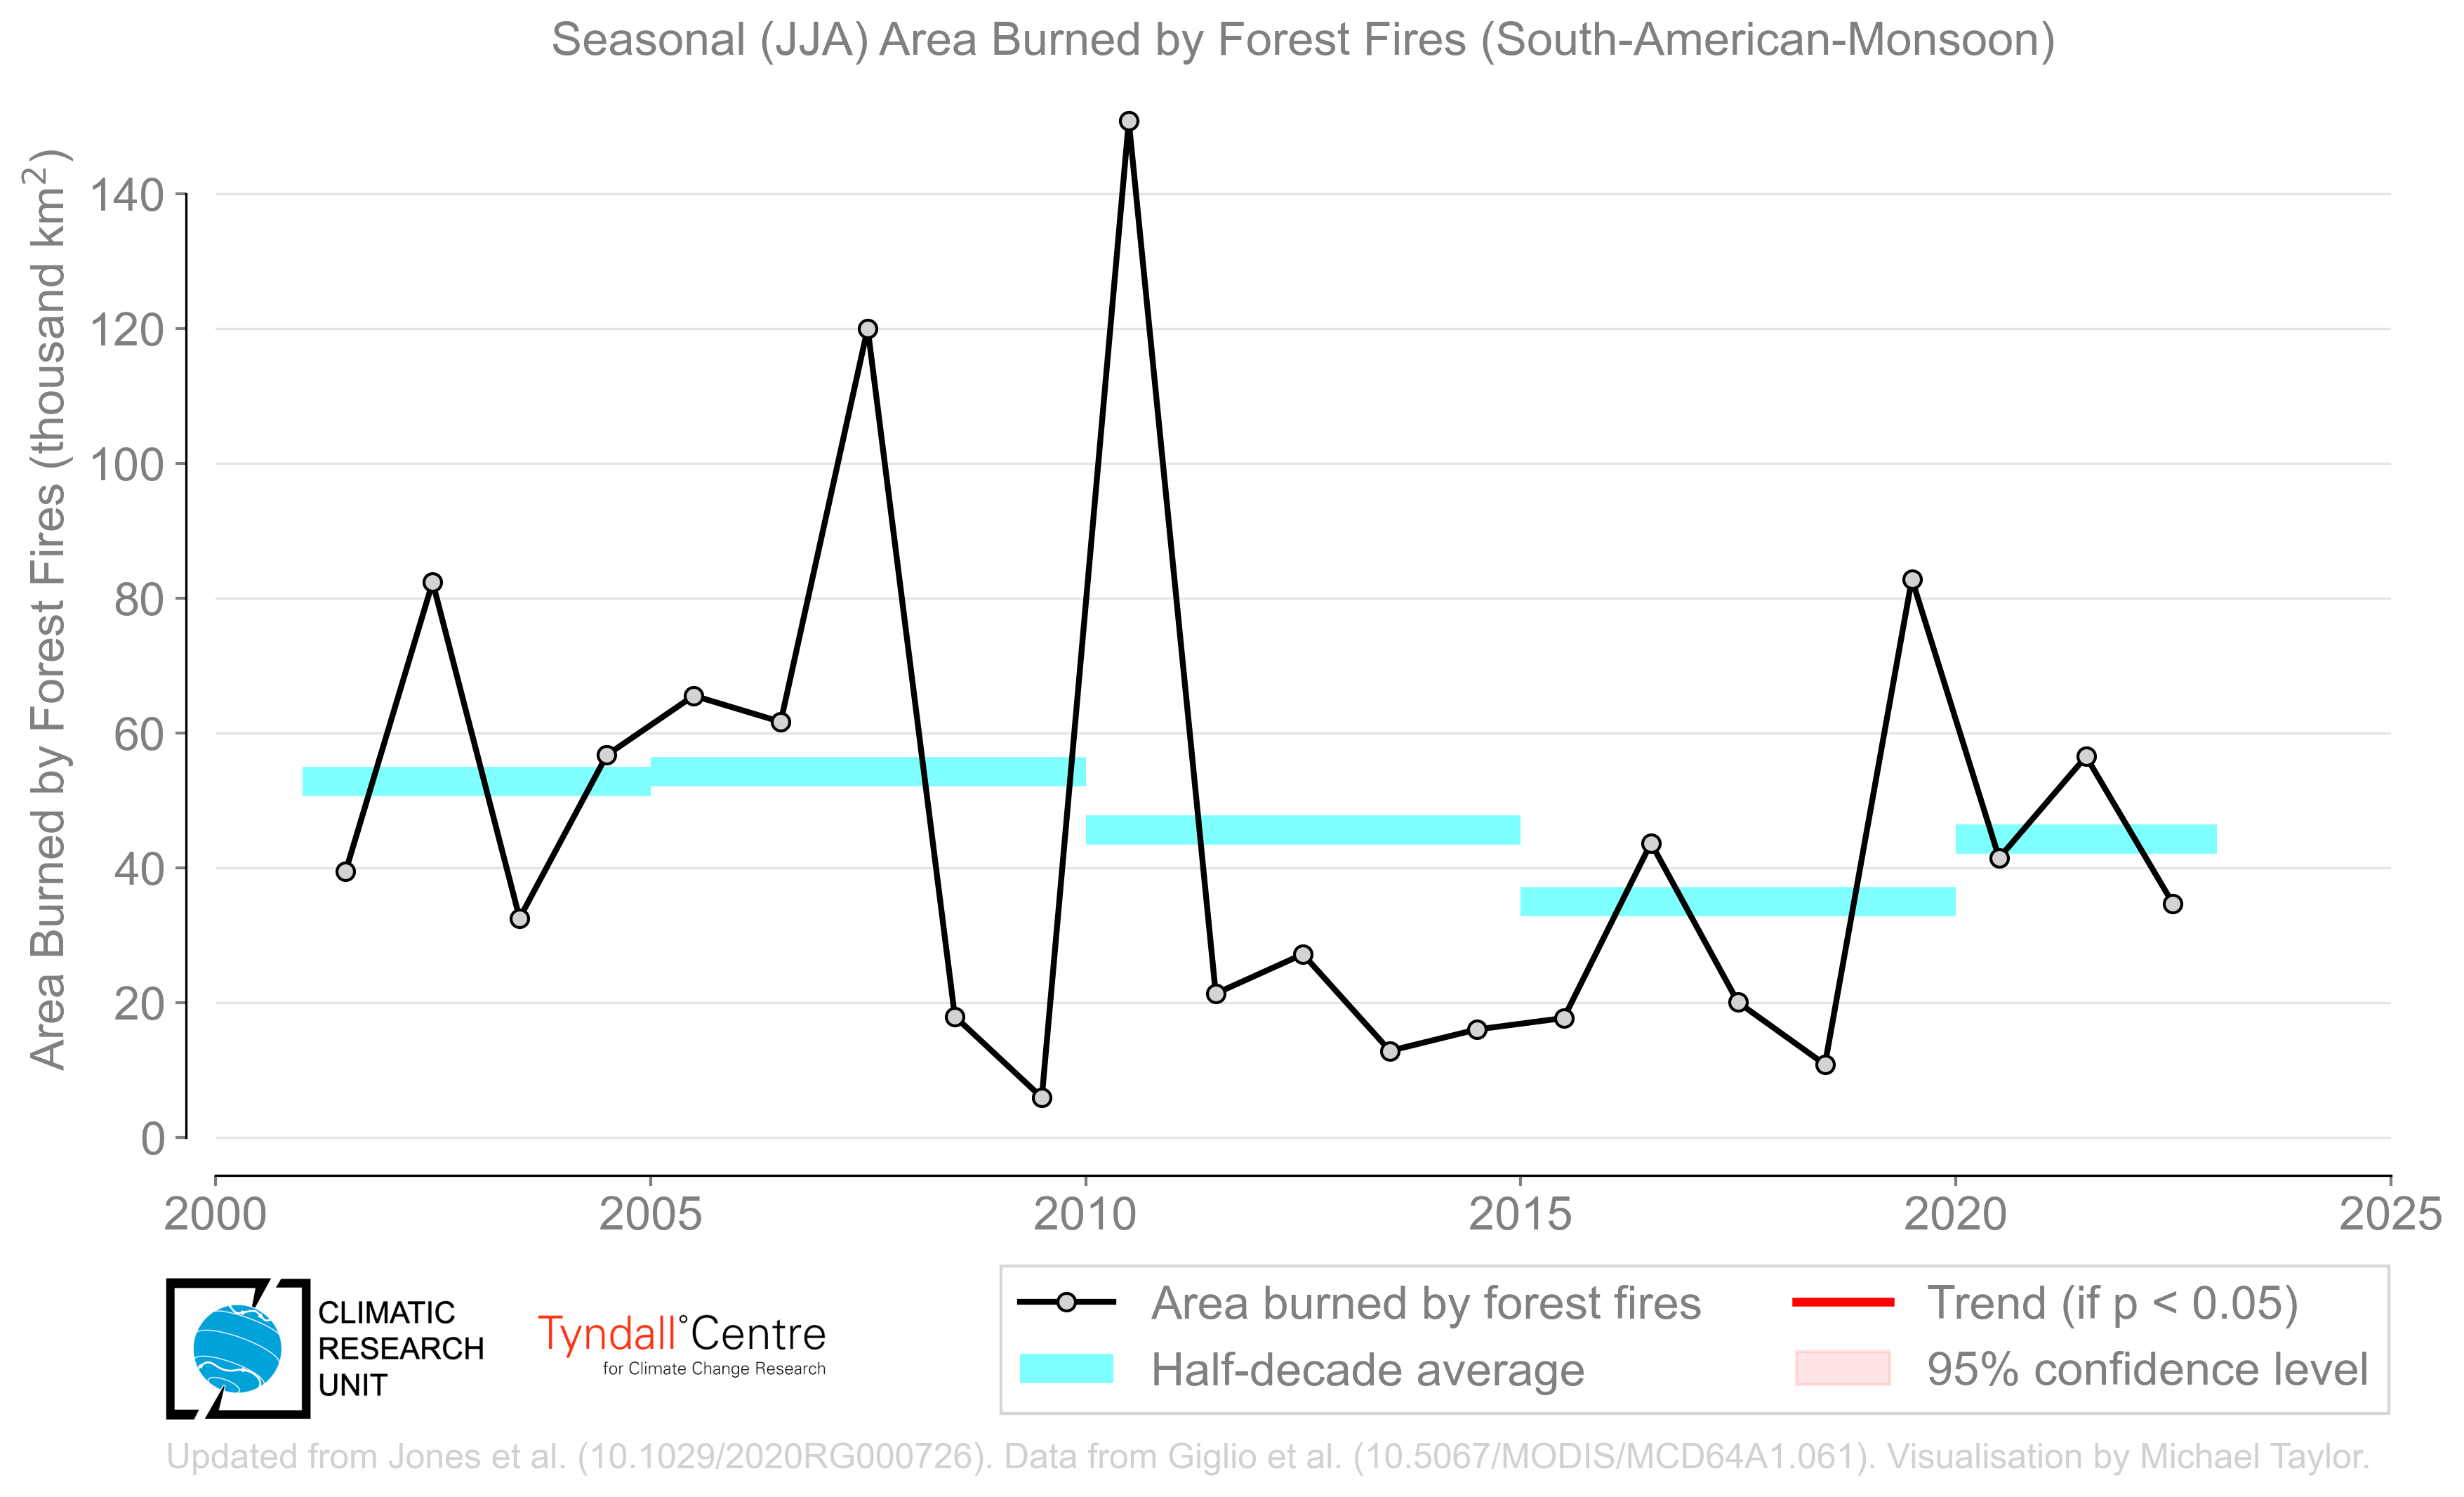 Seasonal (JJA) Area Burned by Forest Fires (South-American-Monsoon)
Area Burned by Forest Fires (thousand km²)
140
120
100
80
60
40
20
0
2000 2005 2010 2015 2020 2025
CLIMATIC
RESEARCH
UNIT
Tyndall°Centre
for Climate Change Research
Area burned by forest fires
Half-decade average
Trend (if p < 0.05)
95% confidence level
Updated from Jones et al. (10.1029/2020RG000726). Data from Giglio et al. (10.5067/MODIS/MCD64A1.061). Visualisation by Michael Taylor.